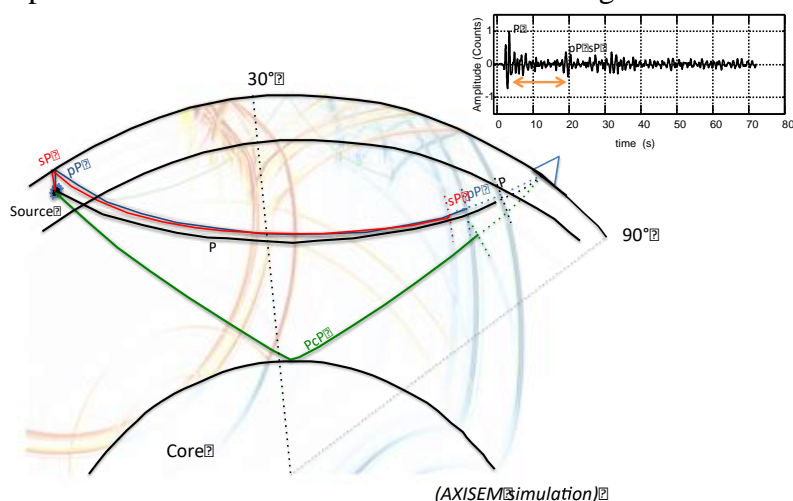 1
0
-1
Amplitude (Counts)
P
pP sP
0 10 20 30 40 50 60 70 80
time (s)
30°
sP
pP
Source
P
sP
pP
P
90°
PcP
Core
(AXISEM simulation)